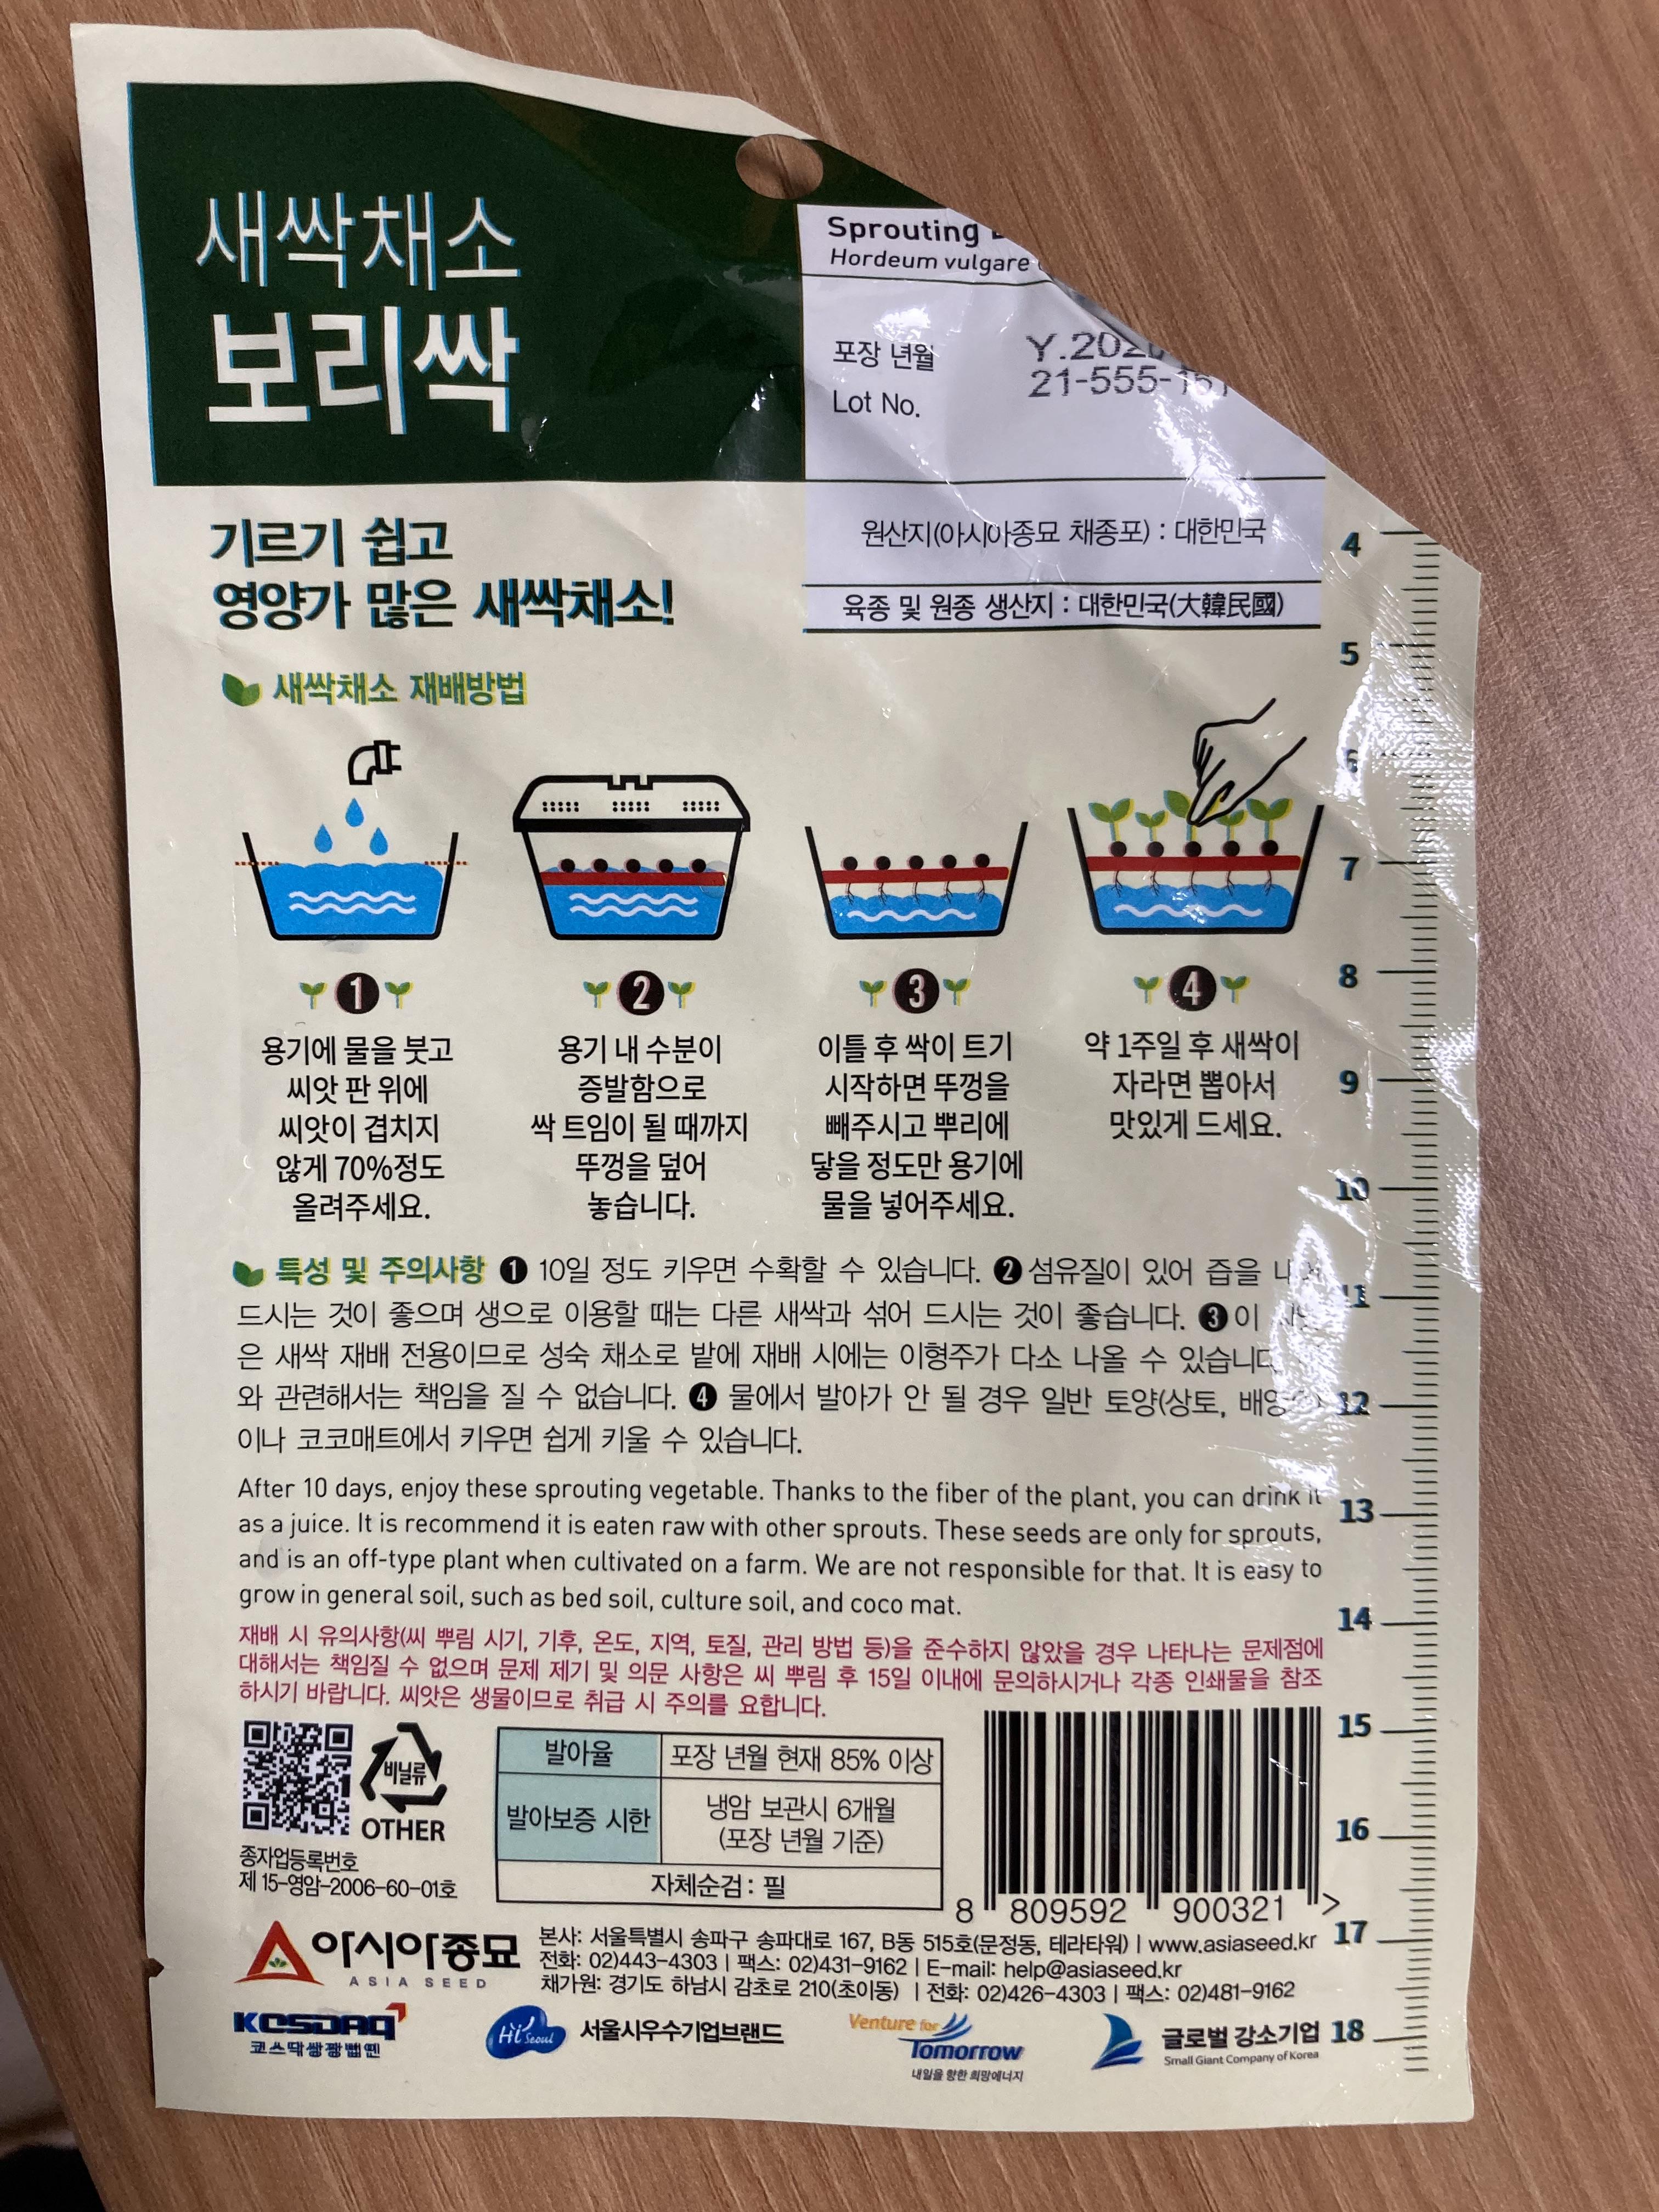 새싹채소
보리싹
Sprouting
Hordeum vulgare
포장 년월
21-555-
Lot No.
원산지(아시아종묘 채종포) : 대한민국
육종 및 원종 생산지 : 대한민국(大韓民國)
기르기 쉽고
영양가 많은 새싹채소!
새싹채소 재배방법
1
용기에 물을 붓고
씨앗 판 위에
씨앗이 겹치지
않게 70%정도
올려주세요.
2
용기 내 수분이
증발함으로
싹 트임이 될 때까지
뚜껑을 덮어
놓습니다.
3
이틀 후 싹이 트기
시작하면 뚜껑을
빼주시고 뿌리에
닿을 정도만 용기에
물을 넣어주세요.
4
약 1주일 후 새싹이
자라면 뽑아서
맛있게 드세요.
특성 및 주의사항 ❶ 10일 정도 키우면 수확할 수 있습니다. ❷ 섬유질이 있어 즙을
드시는 것이 좋으며 생으로 이용할 때는 다른 새싹과 섞어 드시는 것이 좋습니다. ❸ 이
은 새싹 재배 전용이므로 성숙 채소로 밭에 재배 시에는 이형주가 다소 나올 수
와 관련해서는 책임을 질 수 없습니다. ❹ 물에서 발아가 안 될 경우 일반 토양(상토,
이나 코코매트에서 키우면 쉽게 키울 수 있습니다.
After 10 days, enjoy these sprouting vegetable. Thanks to the fiber of the plant, you can drink it
as a juice. It is recommend it is eaten raw with other sprouts. These seeds are only for sprouts,
and is an off-type plant when cultivated on a farm. We are not responsible for that. It is easy to
grow in general soil, such as bed soil, culture soil, and coco mat.
재배 시 유의사항(씨 뿌림 시기, 기후, 온도, 지역, 토질, 관리 방법 등)을 준수하지 않았을 경우 나타나는 문제점에
대해서는 책임질 수 없으며 문제 제기 및 의문 사항은 씨 뿌림 후 15일 이내에 문의하시거나 각종 인쇄물을 참조
하시기 바랍니다. 씨앗은 생물이므로 취급 시 주의를 요합니다.
비닐류
OTHER
종자업등록번호
제 15-영암-2006-60-01호
발아율 포장 년월 현재 85% 이상
발아보증 시한 냉암 보관시 6개월
(포장 년월 기준)
자체순검 : 필
8 809592 900321 >
아시아종묘
ASIA SEED
본사: 서울특별시 송파구 송파대로 167, B동 515호(문정동, 테라타워) | www.asiaseed.kr
전화: 02)443-4303 | 팩스: 02)431-9162 | E-mail: help@asiaseed.kr
채가원: 경기도 하남시 감초로 210(초이동) | 전화: 02)426-4303 | 팩스: 02)481-9162
KOSDAQ
Hi Seoul
서울시우수기업브랜드
Venture for
Tomorrow
내일을 향한 희망에너지
글로벌 강소기업
Small Giant Company of Korea
4
5
6
7
8
9
10
11
12
13
14
15
16
17
18